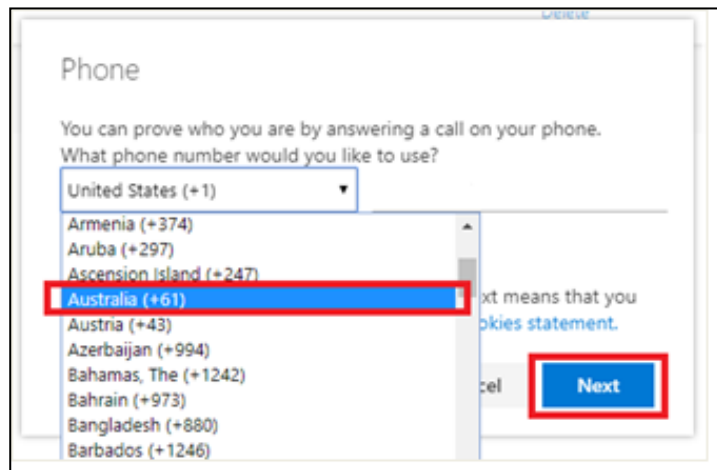 Delete
Phone
You can prove who you are by answering a call on your phone.
What phone number would you like to use?
United States (+1)
Armenia (+374)
Aruba (+297)
Ascension Island (+247)
Australia (+61)
xt means that you
Austria (+43)
okies statement.
Azerbaijan (+994)
Bahamas, The (+1242)
cel
Next
Bahrain (+973)
Bangladesh (+880)
Barbados (+1246)